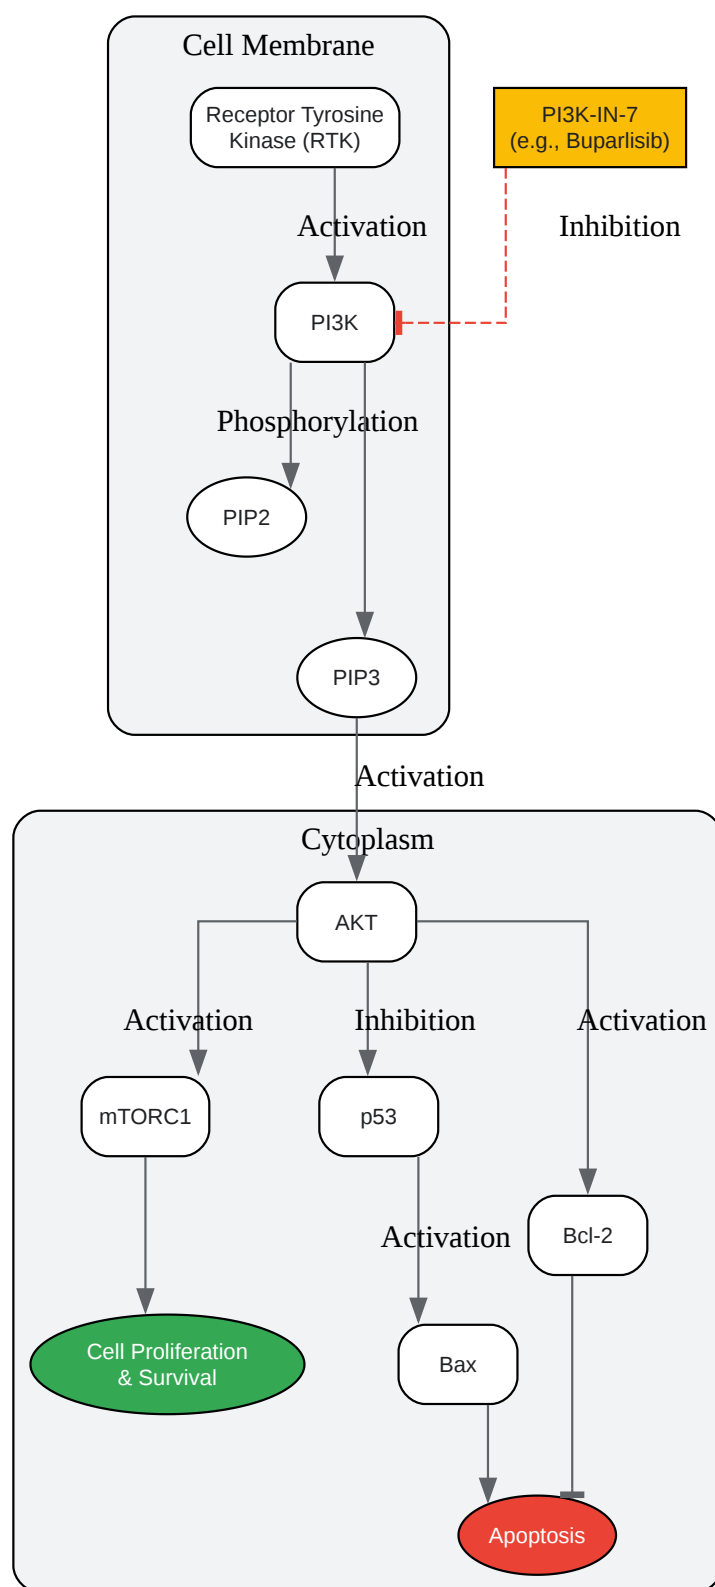 Cell Membrane
Receptor Tyrosine
Kinase (RTK)
PI3K-IN-7
(e.g., Buparlisib)
Activation
Inhibition
PI3K
Phosphorylation
PIP2
PIP3
Activation
Cytoplasm
AKT
Activation
Inhibition
Activation
mTORC1
p53
Activation
Bcl-2
Cell Proliferation
& Survival
Bax
Apoptosis